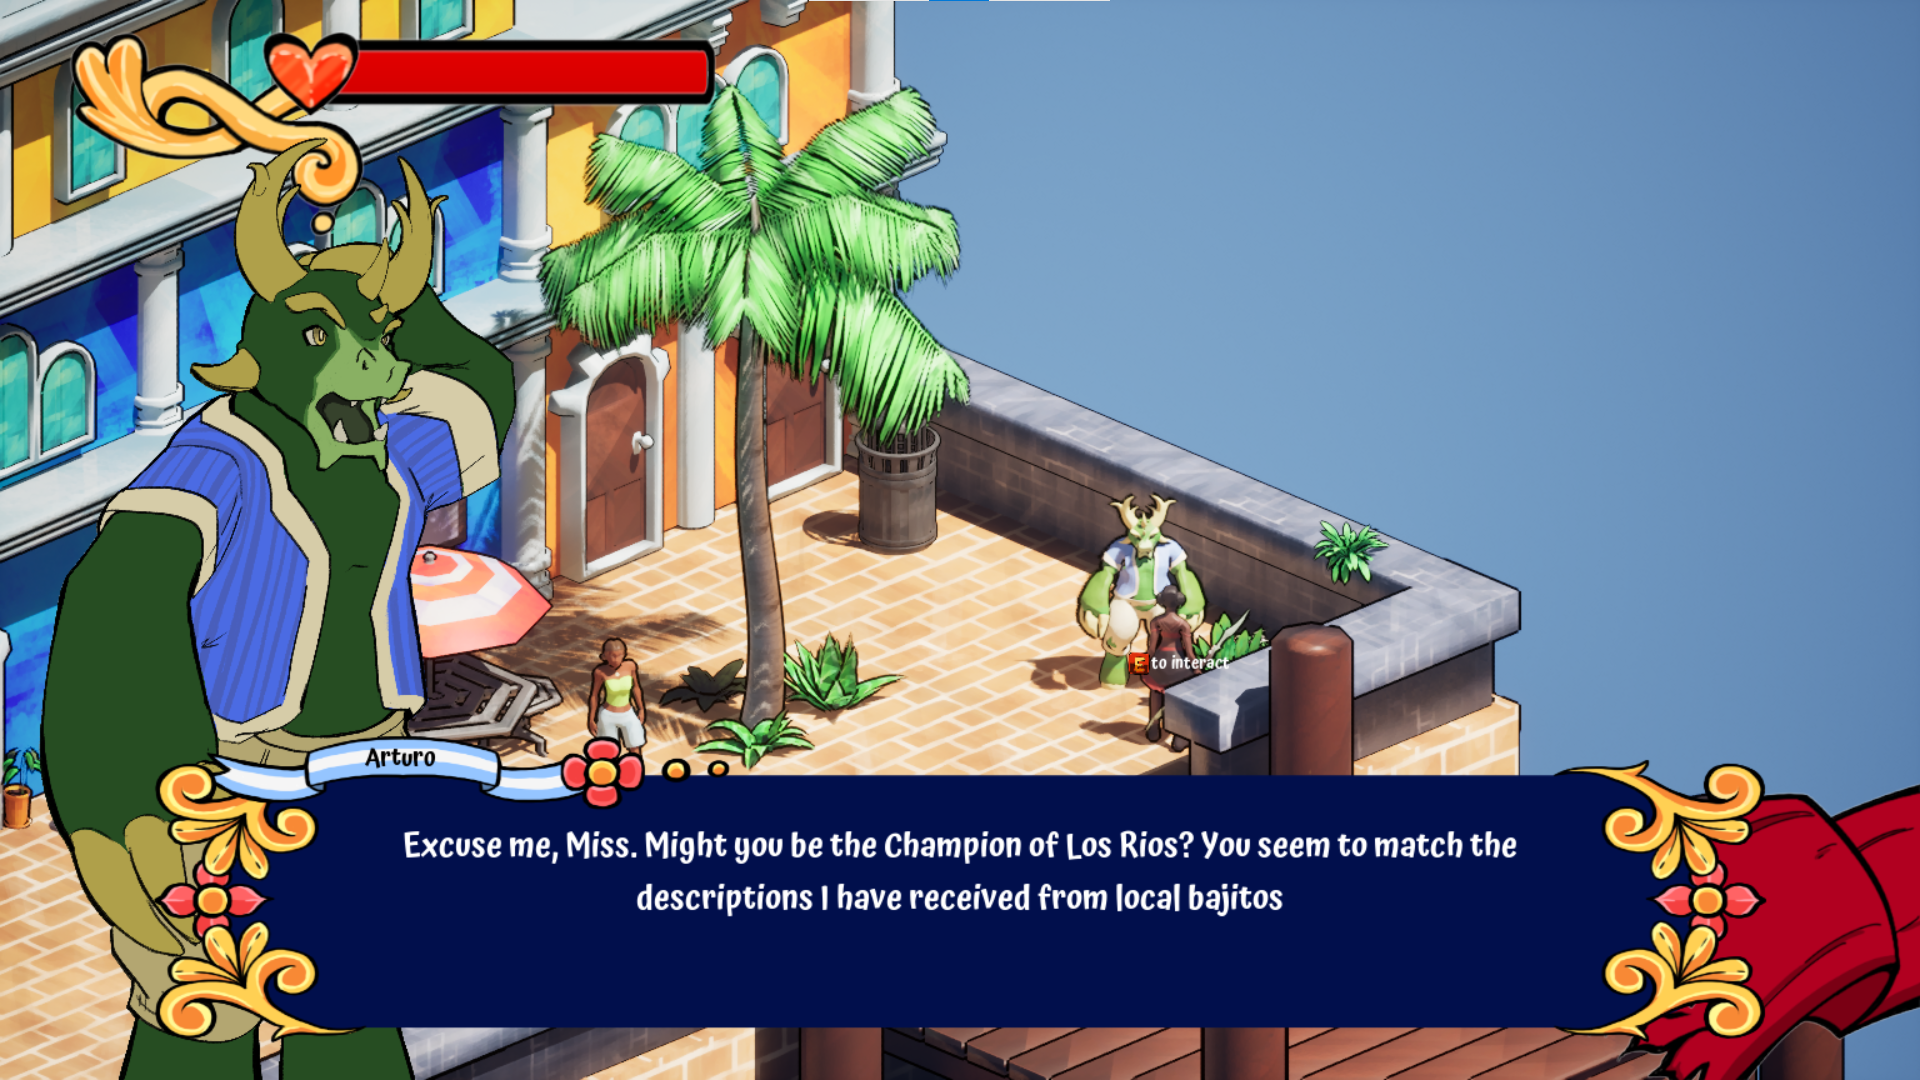 E to interact
Arturo
Excuse me, Miss. Might you be the Champion of Los Rios? You seem to match the
descriptions I have received from local bajitos